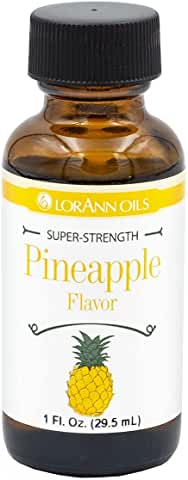 LORANN OILS
SUPER-STRENGTH
Pineapple
Flavor
1 Fl. Oz. (29.5 mL)